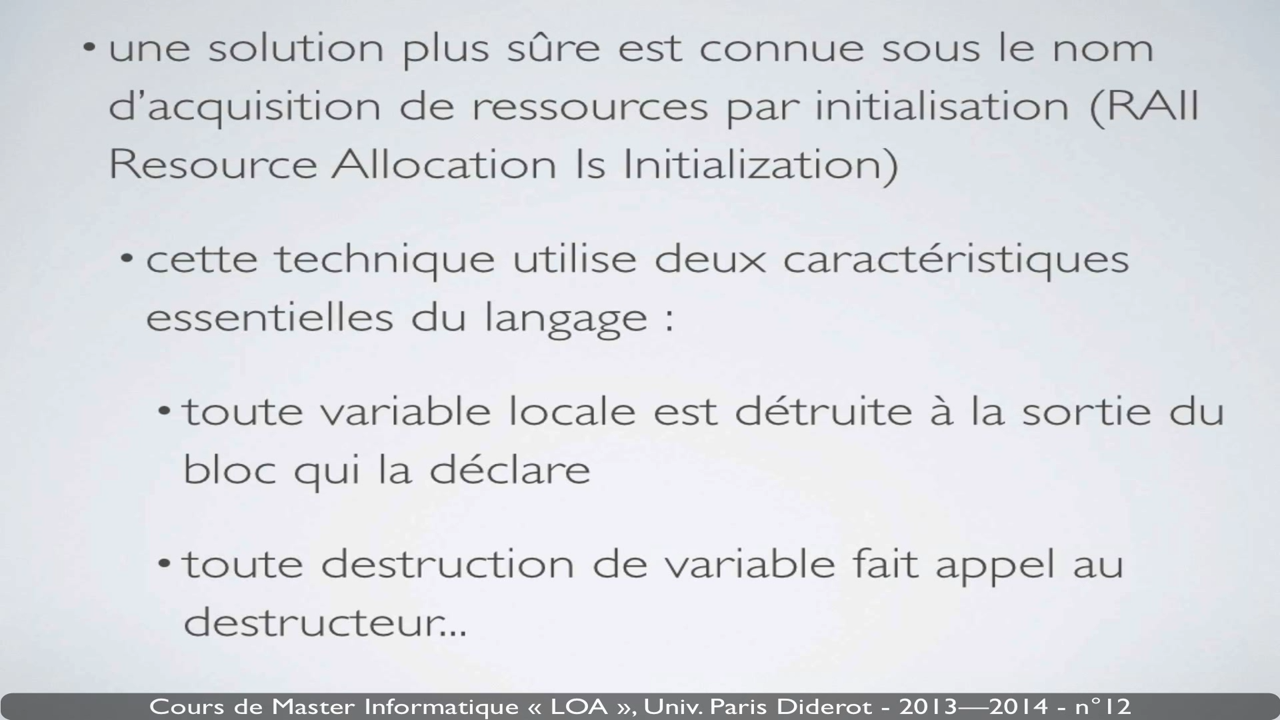 • une solution plus sûre est connue sous le nom
d’acquisition de ressources par initialisation (RAII
Resource Allocation Is Initialization)
• cette technique utilise deux caractéristiques
essentielles du langage :
• toute variable locale est détruite à la sortie du
bloc qui la déclare
• toute destruction de variable fait appel au
destructeur...
Cours de Master Informatique « LOA », Univ. Paris Diderot - 2013—2014 - n°12